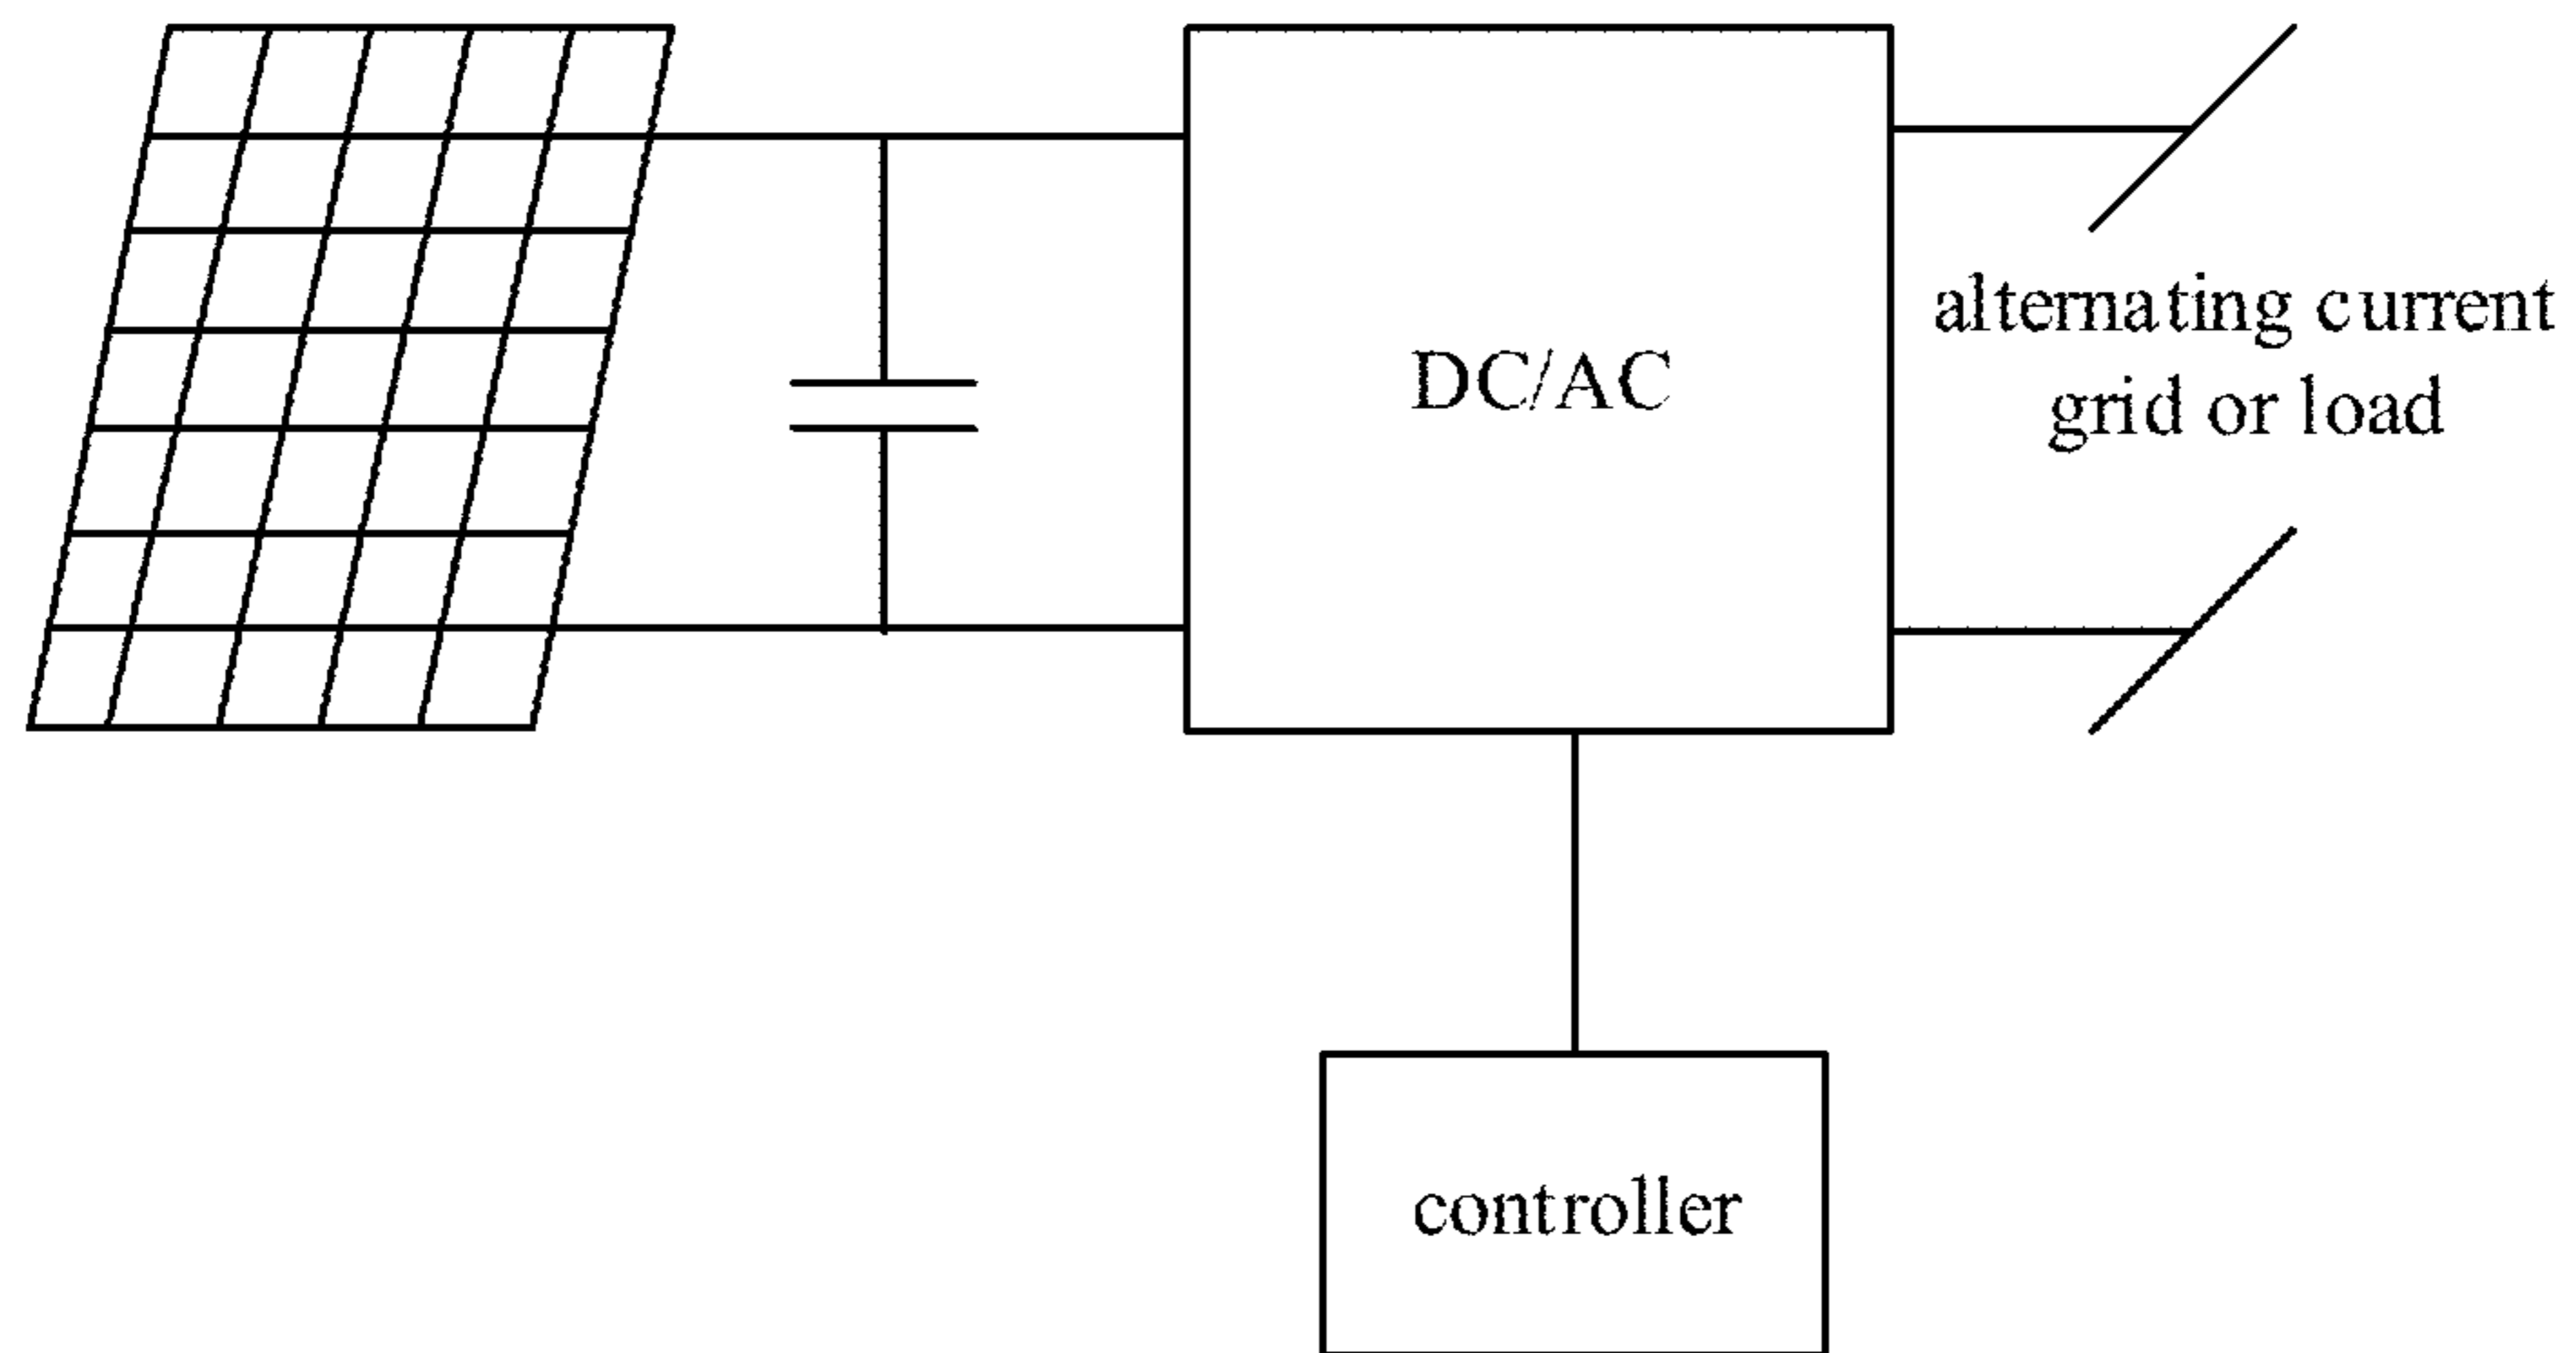 DC/AC
alternating current
grid or load
controller